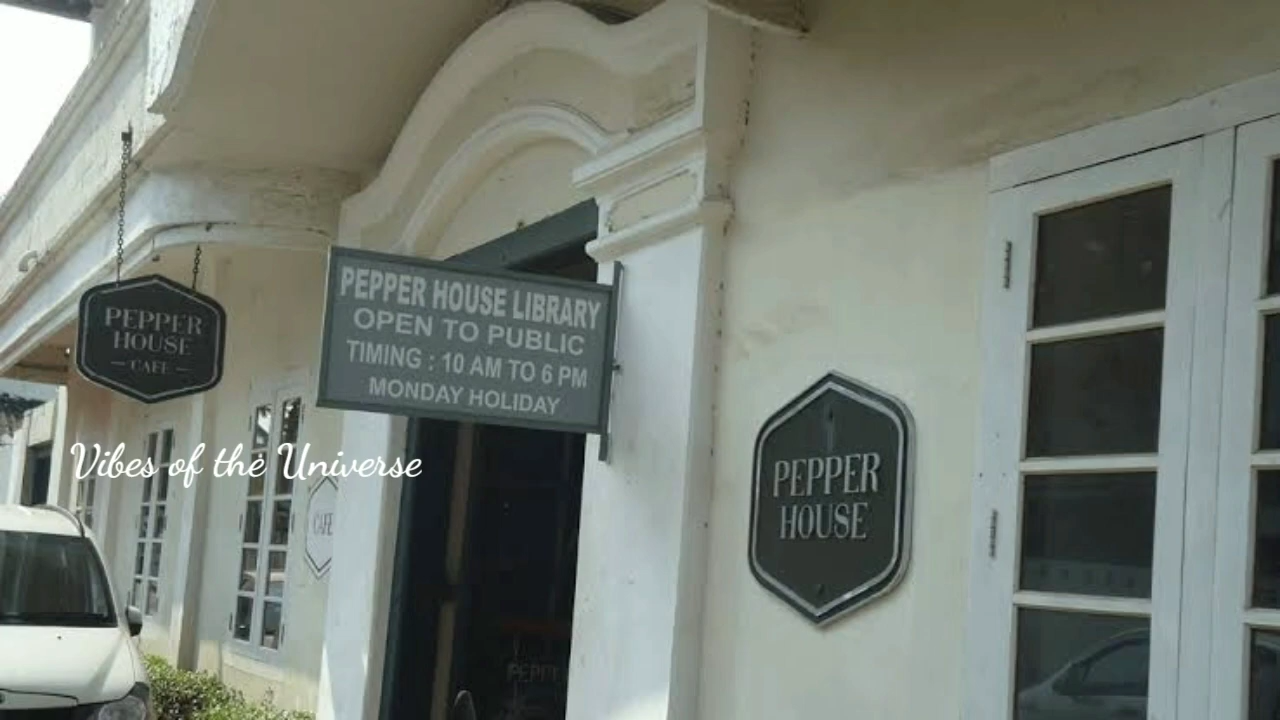 PEPPER
HOUSE
CAFE
PEPPER HOUSE LIBRARY
OPEN TO PUBLIC
TIMING : 10 AM TO 6 PM
MONDAY HOLIDAY
Vibes of the Universe
CAFE
PEPPER
HOUSE